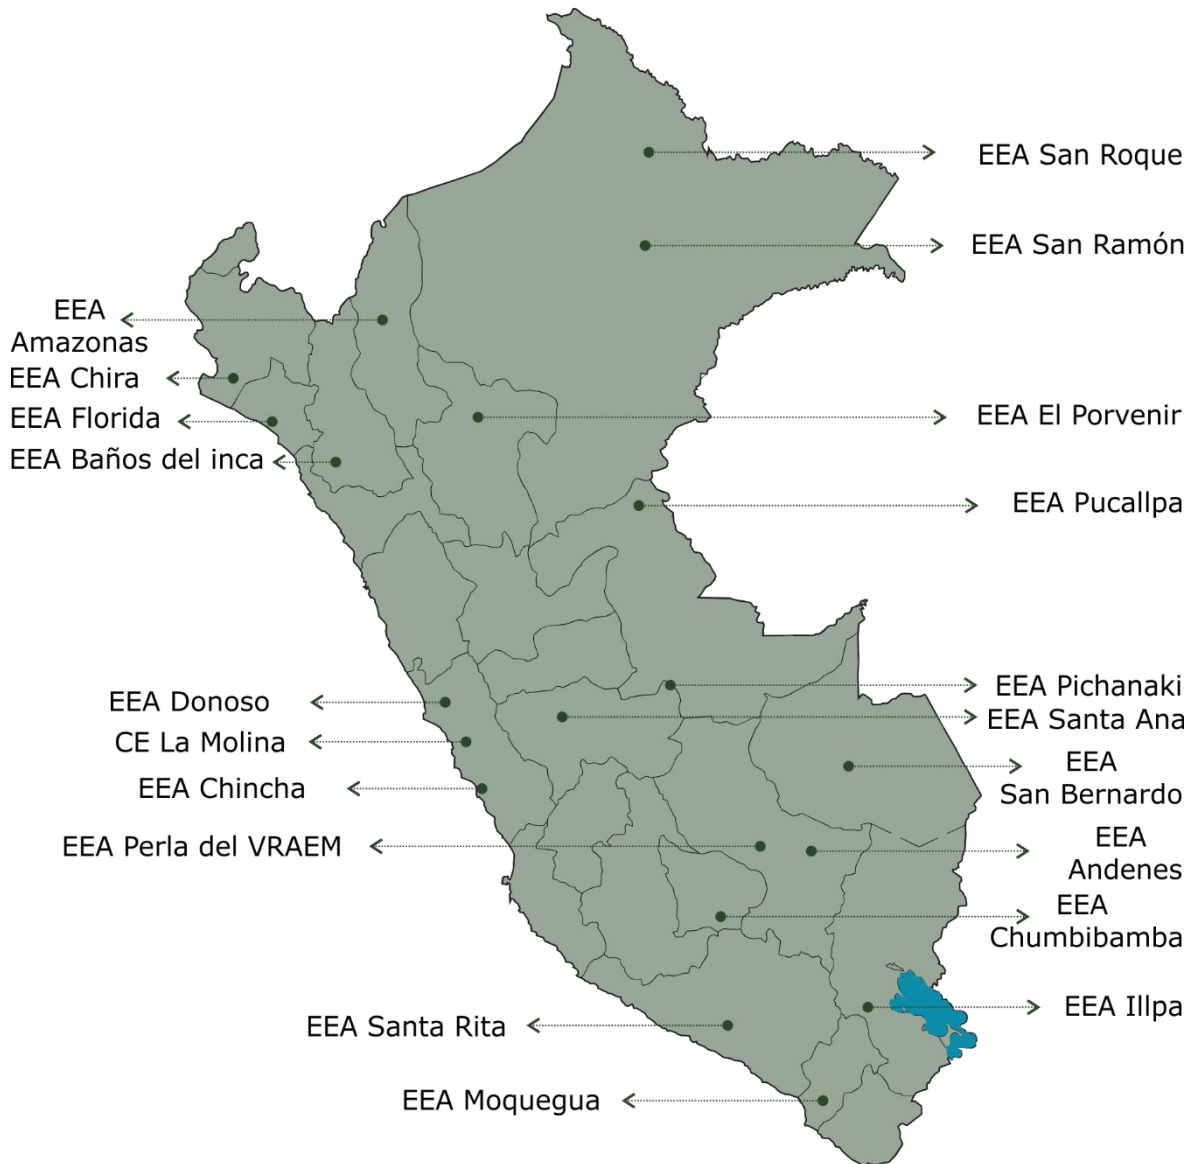 EEA San Roque
EEA San Ramón
EEA
Amazonas
EEA Chira
EEA Florida
EEA Baños del inca
EEA El Porvenir
EEA Pucallpa
EEA Pichanaki
EEA Santa Ana
EEA Donoso
CE La Molina
EEA Chincha
EEA Perla del VRAEM
EEA
San Bernardo
EEA
Andenes
EEA
Chumbibamba
EEA Illpa
EEA Santa Rita
EEA Moquegua